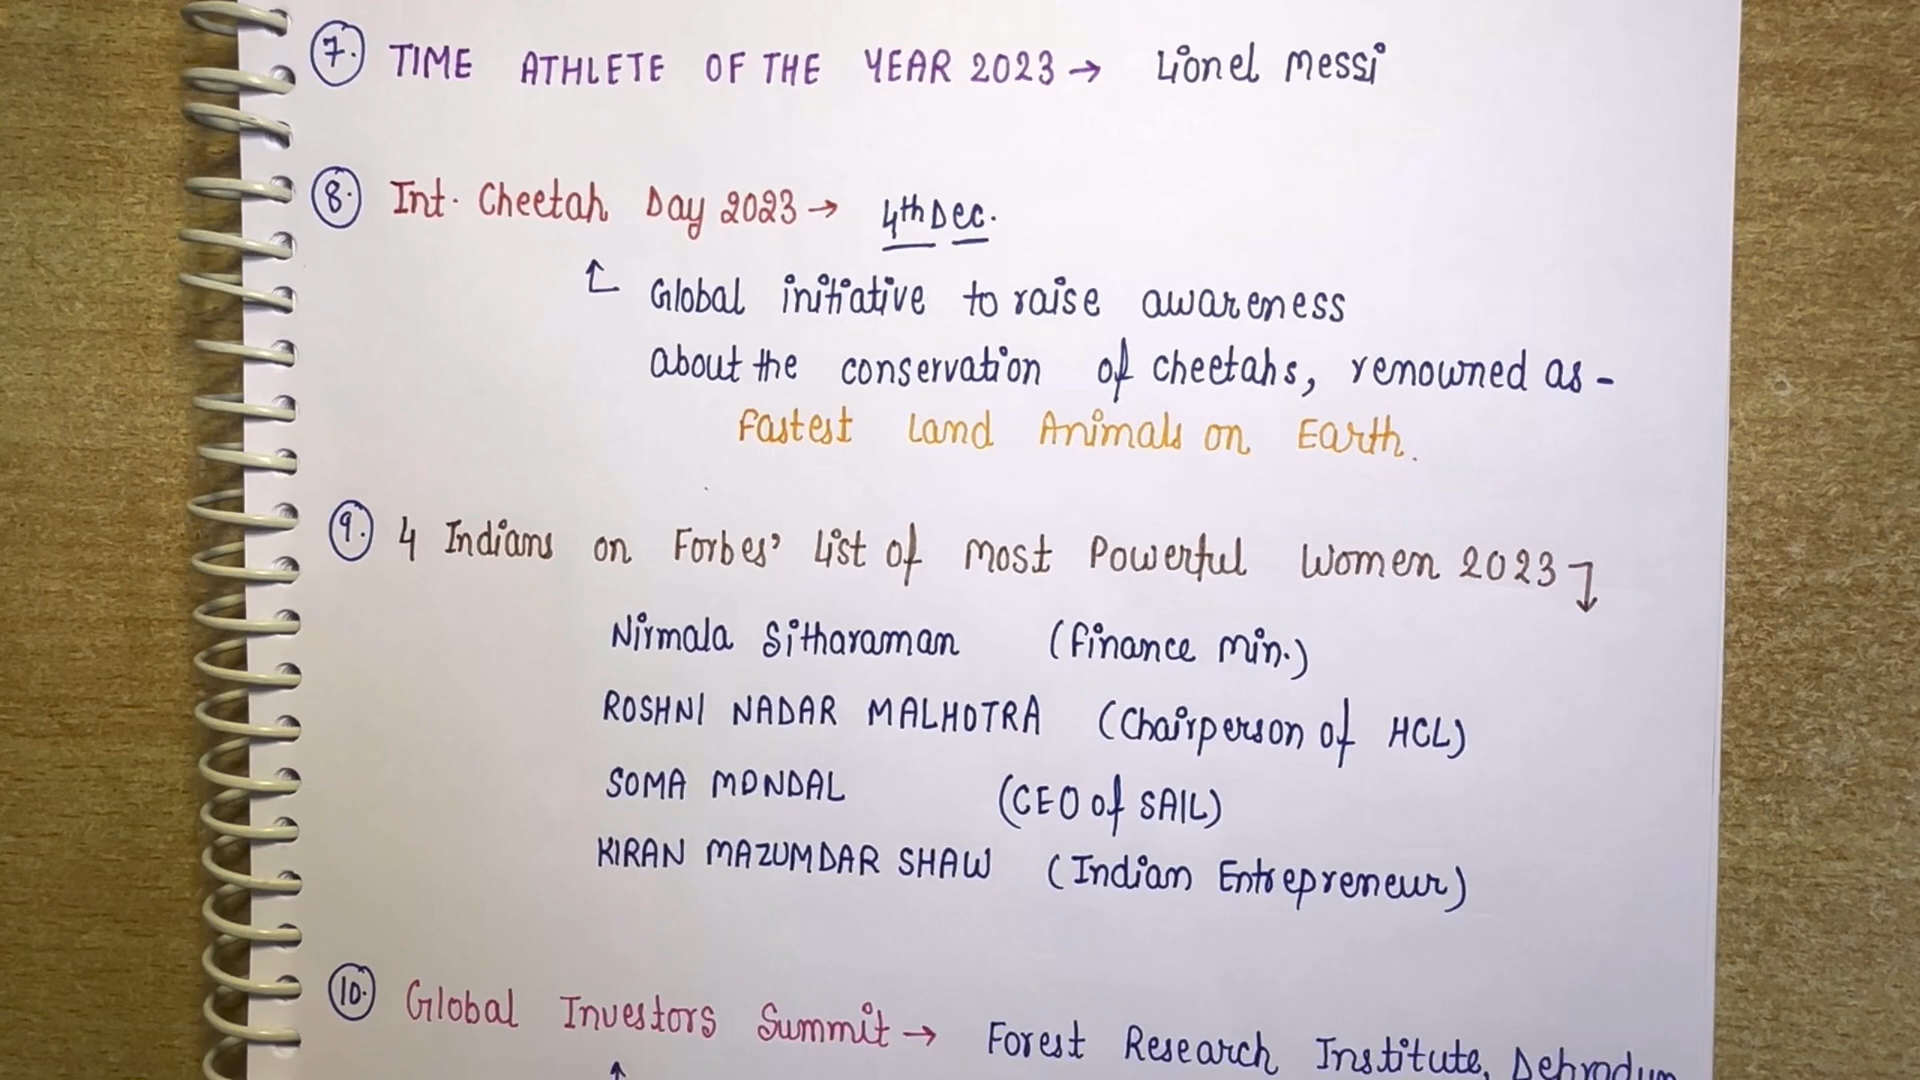 7. TIME ATHLETE OF THE YEAR 2023 → Lionel Messi
8. Int. Cheetah Day 2023 → 4th Dec.
Global initiative to raise awareness
about the conservation of cheetahs, renowned as -
Fastest Land Animals on Earth.
9. 4 Indians on Forbes' list of most Powerful Women 2023
Nirmala Sitharaman (Finance Min.)
ROSHNI NADAR MALHOTRA (Chairperson of HCL)
SOMA MONDAL (CEO of SAIL)
KIRAN MAZUMDAR SHAW (Indian Entrepreneur)
10. Global Investors Summit → Forest Research Institute, Dehradun